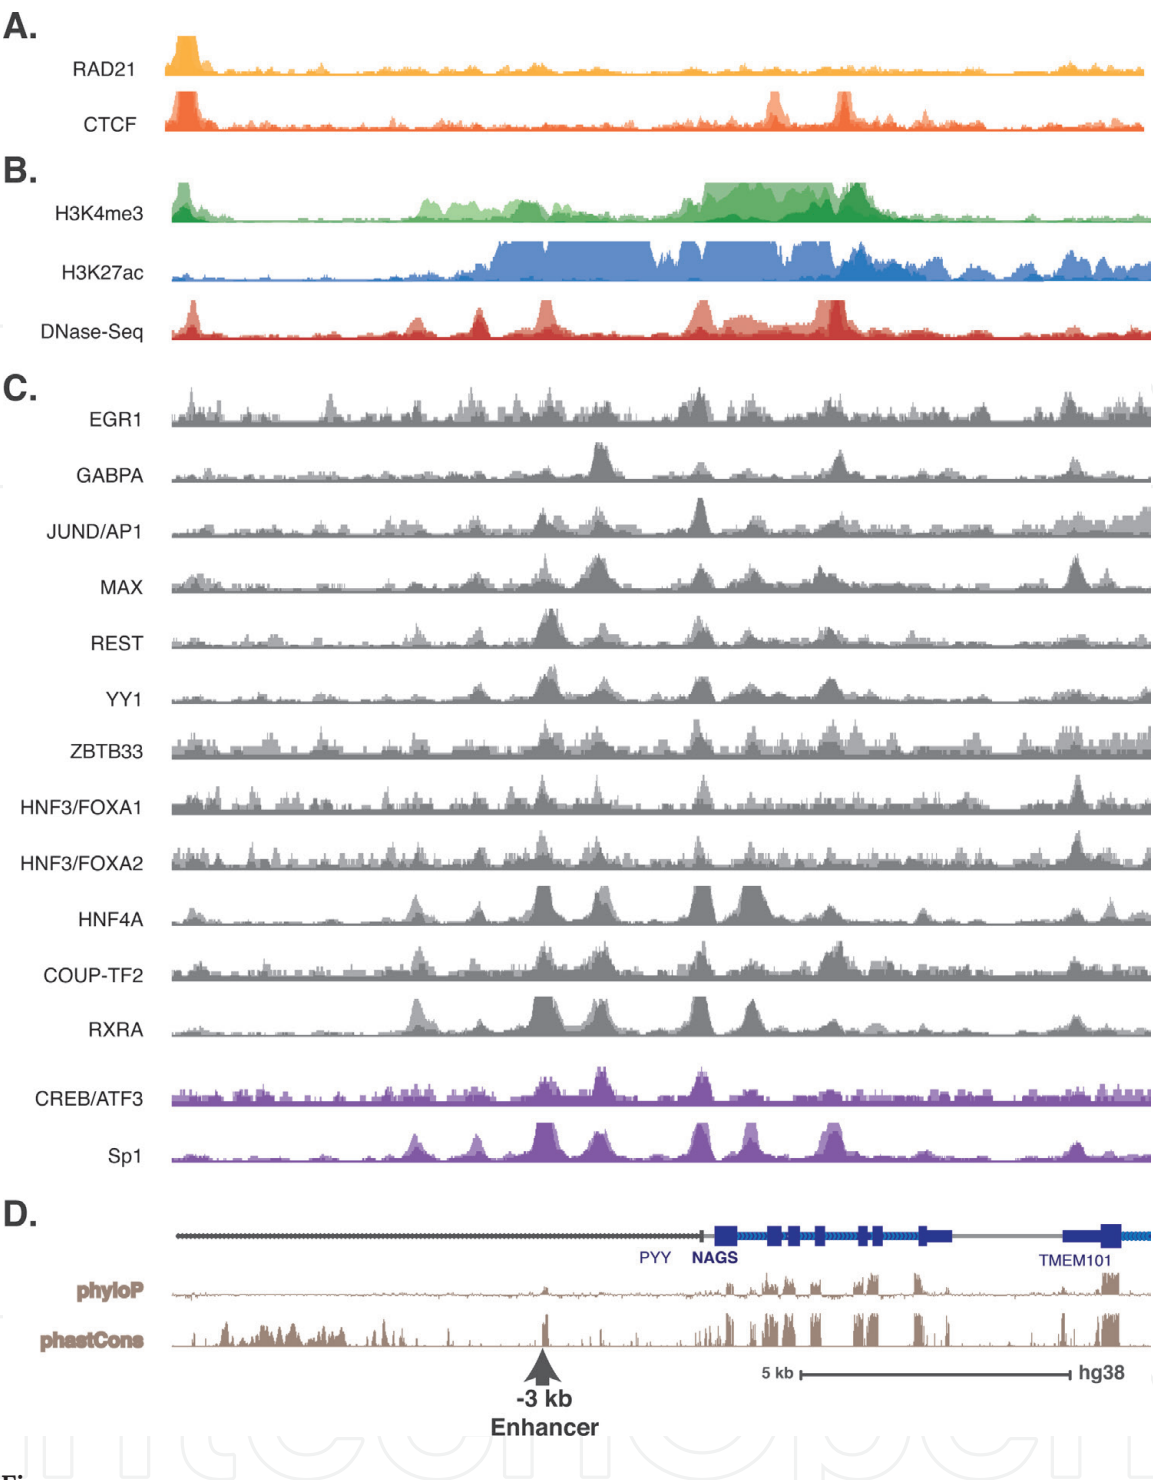 A.
RAD21
CTCF
B.
H3K4me3
H3K27ac
DNase-Seq
C.
EGR1
GABPA
JUND/AP1
MAX
REST
YY1
ZBTB33
HNF3/FOXA1
HNF3/FOXA2
HNF4A
COUP-TF2
RXRA
CREB/ATF3
Sp1
D.
PYY NAGS TMEM101
phyloP
phastCons
5 kb hg38
-3 kb
Enhancer